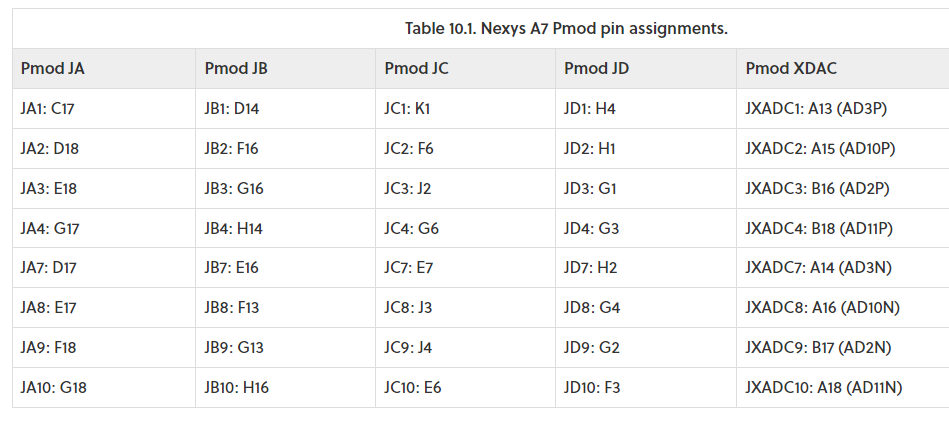 Table 10.1. Nexys A7 Pmod pin assignments.
Pmod JA Pmod JB Pmod JC Pmod JD Pmod XDAC
JA1: C17 JB1: D14 JC1: K1 JD1: H4 JXADC1: A13 (AD3P)
JA2: D18 JB2: F16 JC2: F6 JD2: H1 JXADC2: A15 (AD10P)
JA3: E18 JB3: G16 JC3: J2 JD3: G1 JXADC3: B16 (AD2P)
JA4: G17 JB4: H14 JC4: G6 JD4: G3 JXADC4: B18 (AD11P)
JA7: D17 JB7: E16 JC7: E7 JD7: H2 JXADC7: A14 (AD3N)
JA8: E17 JB8: F13 JC8: J3 JD8: G4 JXADC8: A16 (AD10N)
JA9: F18 JB9: G13 JC9: J4 JD9: G2 JXADC9: B17 (AD2N)
JA10: G18 JB10: H16 JC10: E6 JD10: F3 JXADC10: A18 (AD11N)